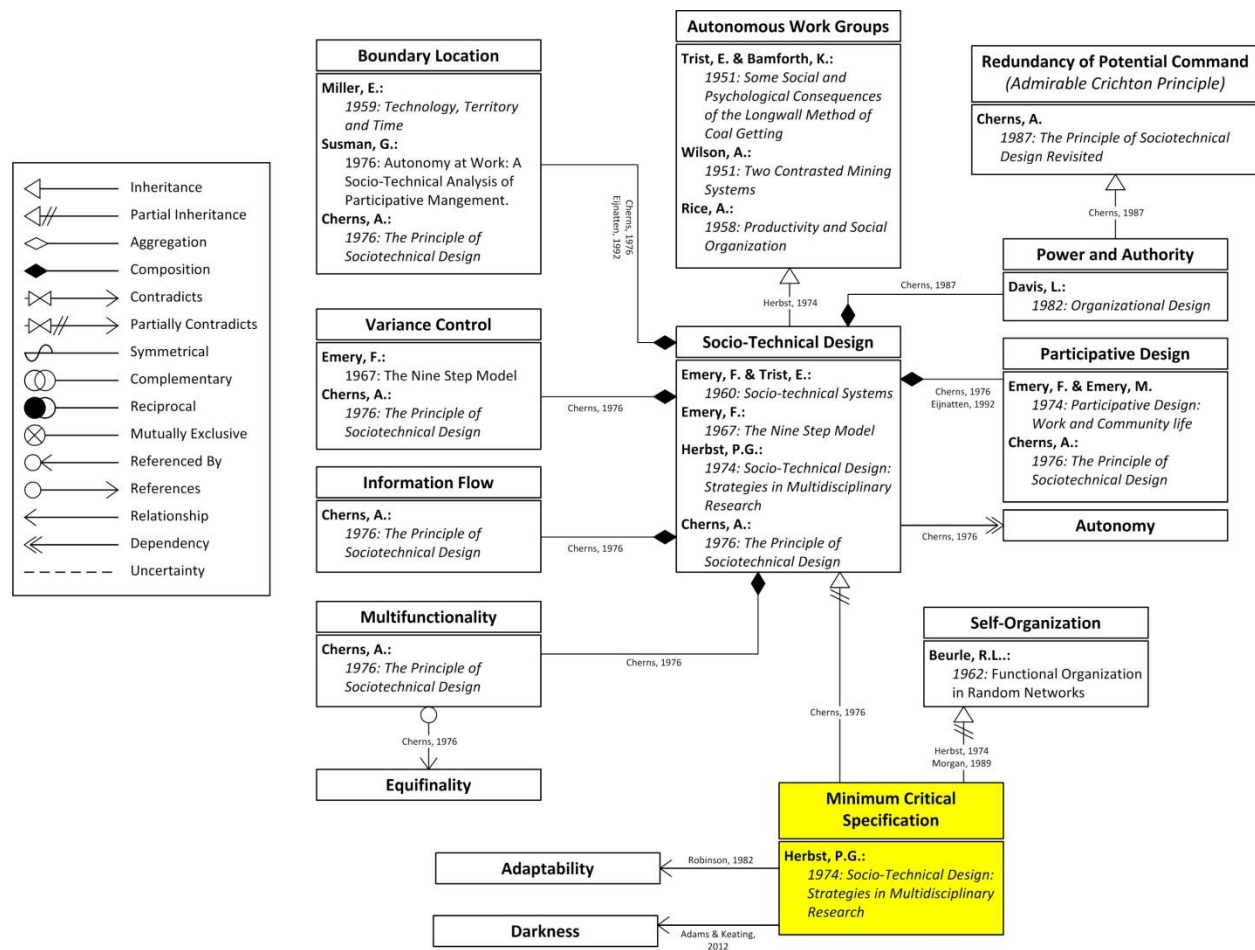 Inheritance
Partial Inheritance
Aggregation
Composition
Contradicts
Partially Contradicts
Symmetrical
Complementary
Reciprocal
Mutually Exclusive
Referenced By
References
Relationship
Dependency
Uncertainty
Boundary Location
Miller, E.:
1959: Technology, Territory
and Time
Susman, G.:
1976: Autonomy at Work: A
Socio-Technical Analysis of
Participative Mangement.
Cherns, A.:
1976: The Principle of
Sociotechnical Design
Cherns, 1976
Eijnatten, 1992
Variance Control
Emery, F.:
1967: The Nine Step Model
Cherns, A.:
1976: The Principle of
Sociotechnical Design
Cherns, 1976
Information Flow
Cherns, A.:
1976: The Principle of
Sociotechnical Design
Cherns, 1976
Multifunctionality
Cherns, A.:
1976: The Principle of
Sociotechnical Design
Cherns, 1976
Cherns, 1976
Equifinality
Autonomous Work Groups
Trist, E. & Bamforth, K.:
1951: Some Social and
Psychological Consequences
of the Longwall Method of
Coal Getting
Wilson, A.:
1951: Two Contrasted Mining
Systems
Rice, A.:
1958: Productivity and Social
Organization
Herbst, 1974
Socio-Technical Design
Emery, F. & Trist, E.:
1960: Socio-technical Systems
Emery, F.:
1967: The Nine Step Model
Herbst, P.G.:
1974: Socio-Technical Design:
Strategies in Multidisciplinary
Research
Cherns, A.:
1976: The Principle of
Sociotechnical Design
Redundancy of Potential Command
(Admirable Crichton Principle)
Cherns, A.
1987: The Principle of Sociotechnical
Design Revisited
Cherns, 1987
Power and Authority
Davis, L.:
1982: Organizational Design
Cherns, 1987
Participative Design
Emery, F. & Emery, M.
1974: Participative Design:
Work and Community life
Cherns, A.:
1976: The Principle of
Sociotechnical Design
Cherns, 1976
Eijnatten, 1992
Autonomy
Cherns, 1976
Self-Organization
Beurle, R.L..:
1962: Functional Organization
in Random Networks
Cherns, 1976
Herbst, 1974
Morgan, 1989
Minimum Critical
Specification
Herbst, P.G.:
1974: Socio-Technical Design:
Strategies in Multidisciplinary
Research
Adaptability
Robinson, 1982
Darkness
Adams & Keating,
2012